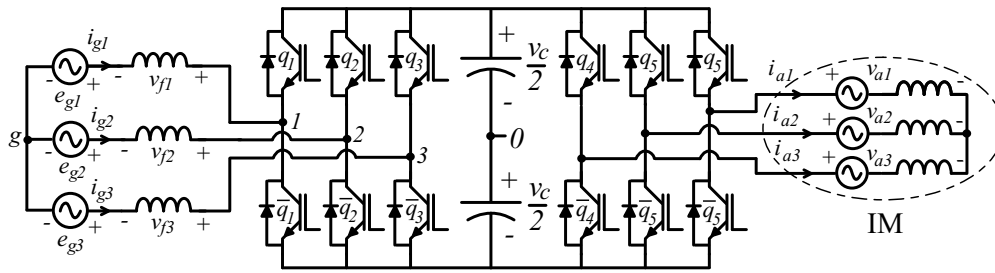 i_g1
- + - v_f1 +
e_g1
g
i_g2
- + - v_f2 +
e_g2
i_g3
- + - v_f3 +
e_g3
q_1 q_2 q_3
1
2
3
q̅_1 q̅_2 q̅_3
+ v_c/2 -
0
+ v_c/2 -
q_4 q_5 q_5
q̅_4 q̅_5 q̅_5
i_a1 + v_a1 -
i_a2 + v_a2 -
i_a3 + v_a3 -
IM